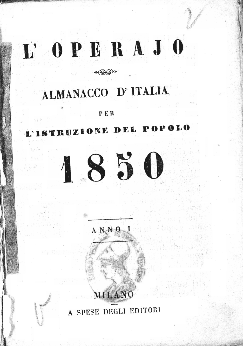 L'OPERAJO
ALMANACCO D'ITALIA
PER
L'ISTRUZIONE DEL POPOLO
1850
ANNO I
MILANO
A SPESE DEGLI EDITORI